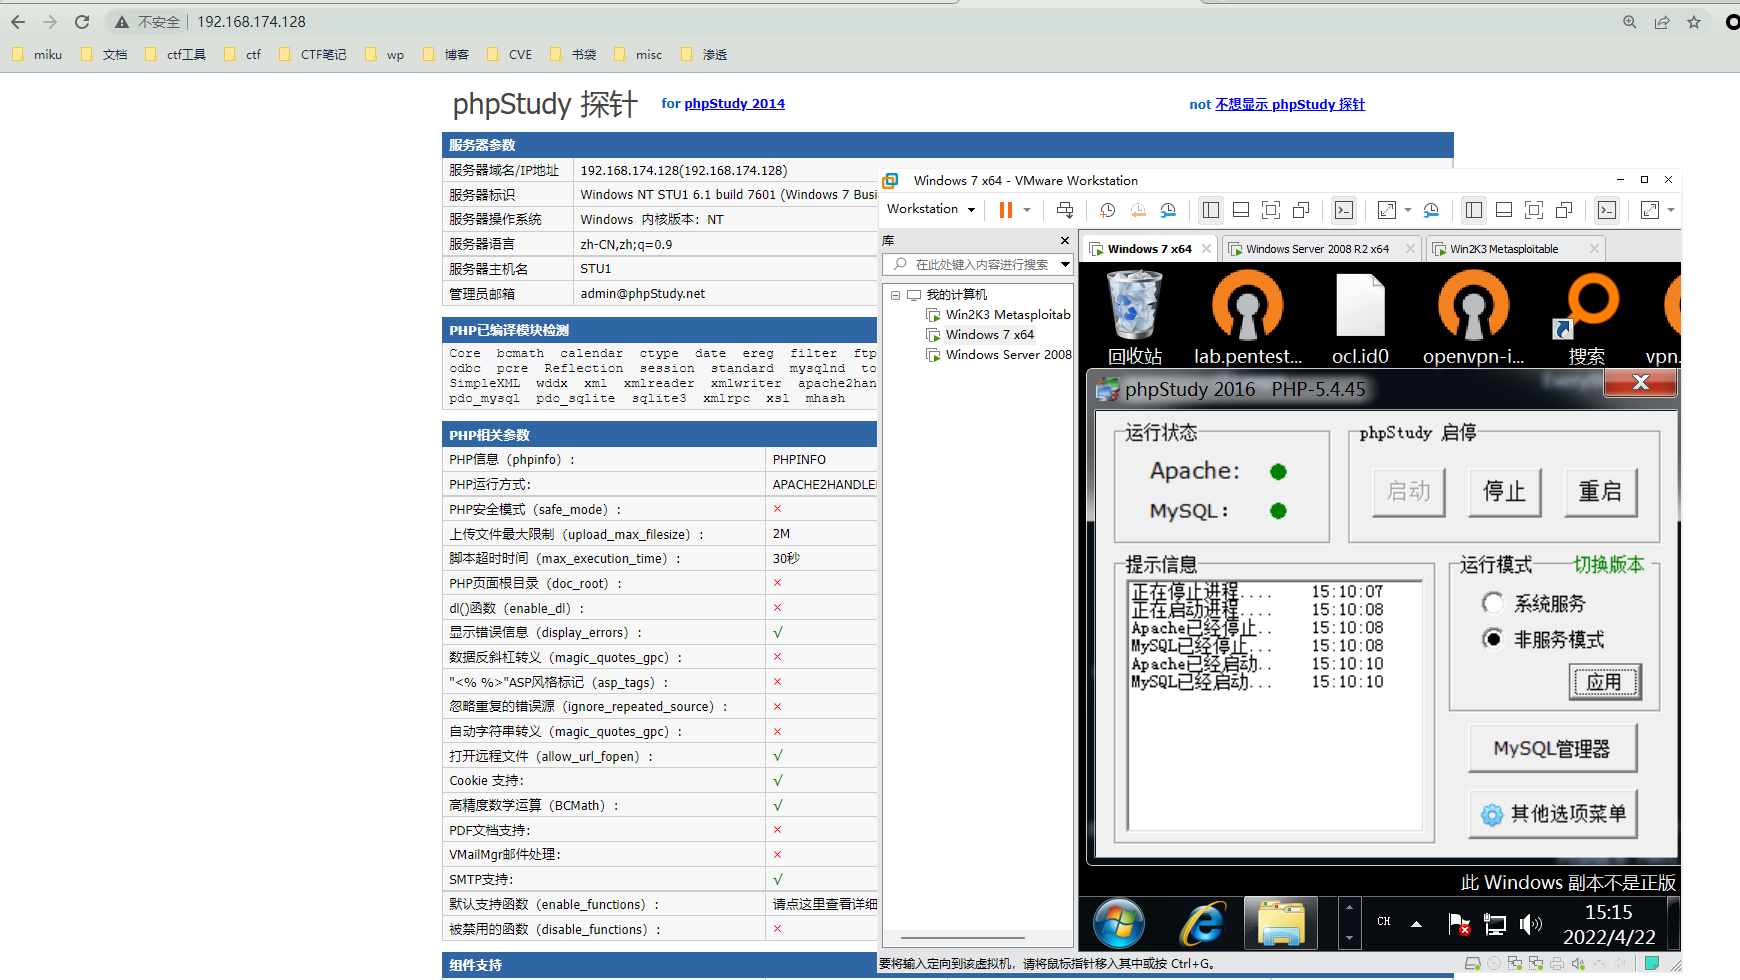 不安全 192.168.174.128
miku 文档 ctf工具 ctf CTF笔记 wp 博客 CVE 书袋 misc 渗透
phpStudy 探针 for phpStudy 2014 not 不想显示 phpStudy 探针
服务器参数
服务器域名/IP地址 192.168.174.128(192.168.174.128)
服务器标识 Windows NT STU1 6.1 build 7601 (Windows 7 Busi
服务器操作系统 Windows 内核版本：NT
服务器语言 zh-CN,zh;q=0.9
服务器主机名 STU1
管理员邮箱 admin@phpStudy.net
PHP已编译模块检测
Core bcmath calendar ctype date ereg filter ftp
odbc pcre Reflection session standard mysqlnd to
SimpleXML wddx xml xmlreader xmlwriter apache2han
pdo_mysql pdo_sqlite sqlite3 xmlrpc xsl mhash
PHP相关参数
PHP信息（phpinfo）： PHPINFO
PHP运行方式： APACHE2HANDLE
PHP安全模式（safe_mode）： ×
上传文件最大限制（upload_max_filesize）： 2M
脚本超时时间（max_execution_time）： 30秒
PHP页面根目录（doc_root）： ×
dl()函数（enable_dl）： ×
显示错误信息（display_errors）： √
数据反斜杠转义（magic_quotes_gpc）： ×
"<% %>"ASP风格标记（asp_tags）： ×
忽略重复的错误源（ignore_repeated_source）： ×
自动字符串转义（magic_quotes_gpc）： ×
打开远程文件（allow_url_fopen）： √
Cookie 支持： √
高精度数学运算（BCMath）： √
PDF文档支持： ×
VMailMgr邮件处理： ×
SMTP支持： √
默认支持函数（enable_functions）： 请点这里查看详细
被禁用的函数（disable_functions）： ×
组件支持
Windows 7 x64 - VMware Workstation
Workstation
库
在此处键入内容进行搜索
我的计算机
Win2K3 Metasploitab
Windows 7 x64
Windows Server 2008
Windows 7 x64 Windows Server 2008 R2 x64 Win2K3 Metasploitable
回收站 lab.pentest... ocl.id0 openvpn-i... 搜索 vpn.
phpStudy 2016 PHP-5.4.45
运行状态
Apache:
MySQL:
phpStudy 启停
启动 停止 重启
提示信息
正在停止进程.... 15:10:07
正在启动进程.... 15:10:08
Apache已经停止.. 15:10:08
MySQL已经停止... 15:10:08
Apache已经启动.. 15:10:10
MySQL已经启动... 15:10:10
运行模式 切换版本
系统服务
非服务模式
应用
MySQL管理器
其他选项菜单
此 Windows 副本不是正版
CH
15:15
2022/4/22
要将输入定向到该虚拟机，请将鼠标指针移入其中或按 Ctrl+G。